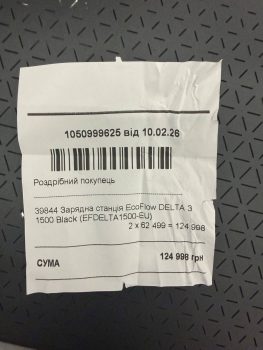 1050999625 від 10.02.26
Роздрібний покупець
39844 Зарядна станція EcoFlow DELTA 3
1500 Black (EFDELTA1500-EU)
2 x 62 499 = 124 998
СУМА 124 998 грн